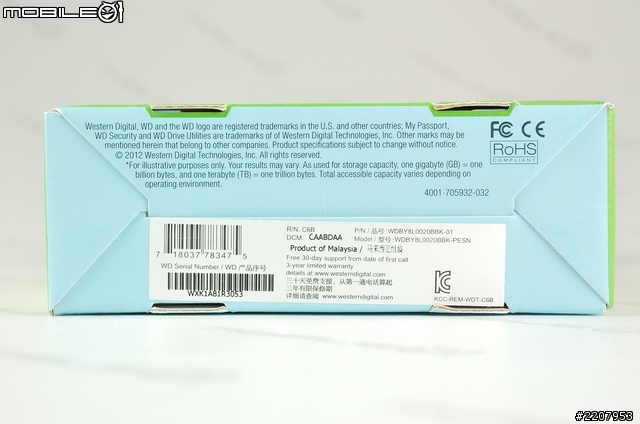 MOBILE01
Western Digital, WD and the WD logo are registered trademarks in the U.S. and other countries; My Passport,
WD Security and WD Drive Utilities are trademarks of Western Digital Technologies, Inc. Other marks may be
mentioned herein that belong to other companies. Product specifications subject to change without notice.
© 2012 Western Digital Technologies, Inc. All rights reserved.
*For illustrative purposes only. Your results may vary. As used for storage capacity, one gigabyte (GB) = one
billion bytes, and one terabyte (TB) = one trillion bytes. Total accessible capacity varies depending on
operating environment.
FC CE
RoHS
COMPLIANT
4001-705932-032
7 18037 78347 5
WD Serial Number / WD 产品序号
WXK1A81R3053
R/N: C6B
DCM: CAABDAA
P/N / 品号: WDBY8L0020BBK-01
Model / 型号: WDBY8L0020BBK-PESN
Product of Malaysia / 马来西亚组装
Free 30-day support from date of first call
3-year limited warranty
details at www.westerndigital.com
三十天免费支援，从第一通电话算起
三年有限保修期
详细请查阅 www.westerndigital.com
KCC-REM-WDT-C6B
#2207953